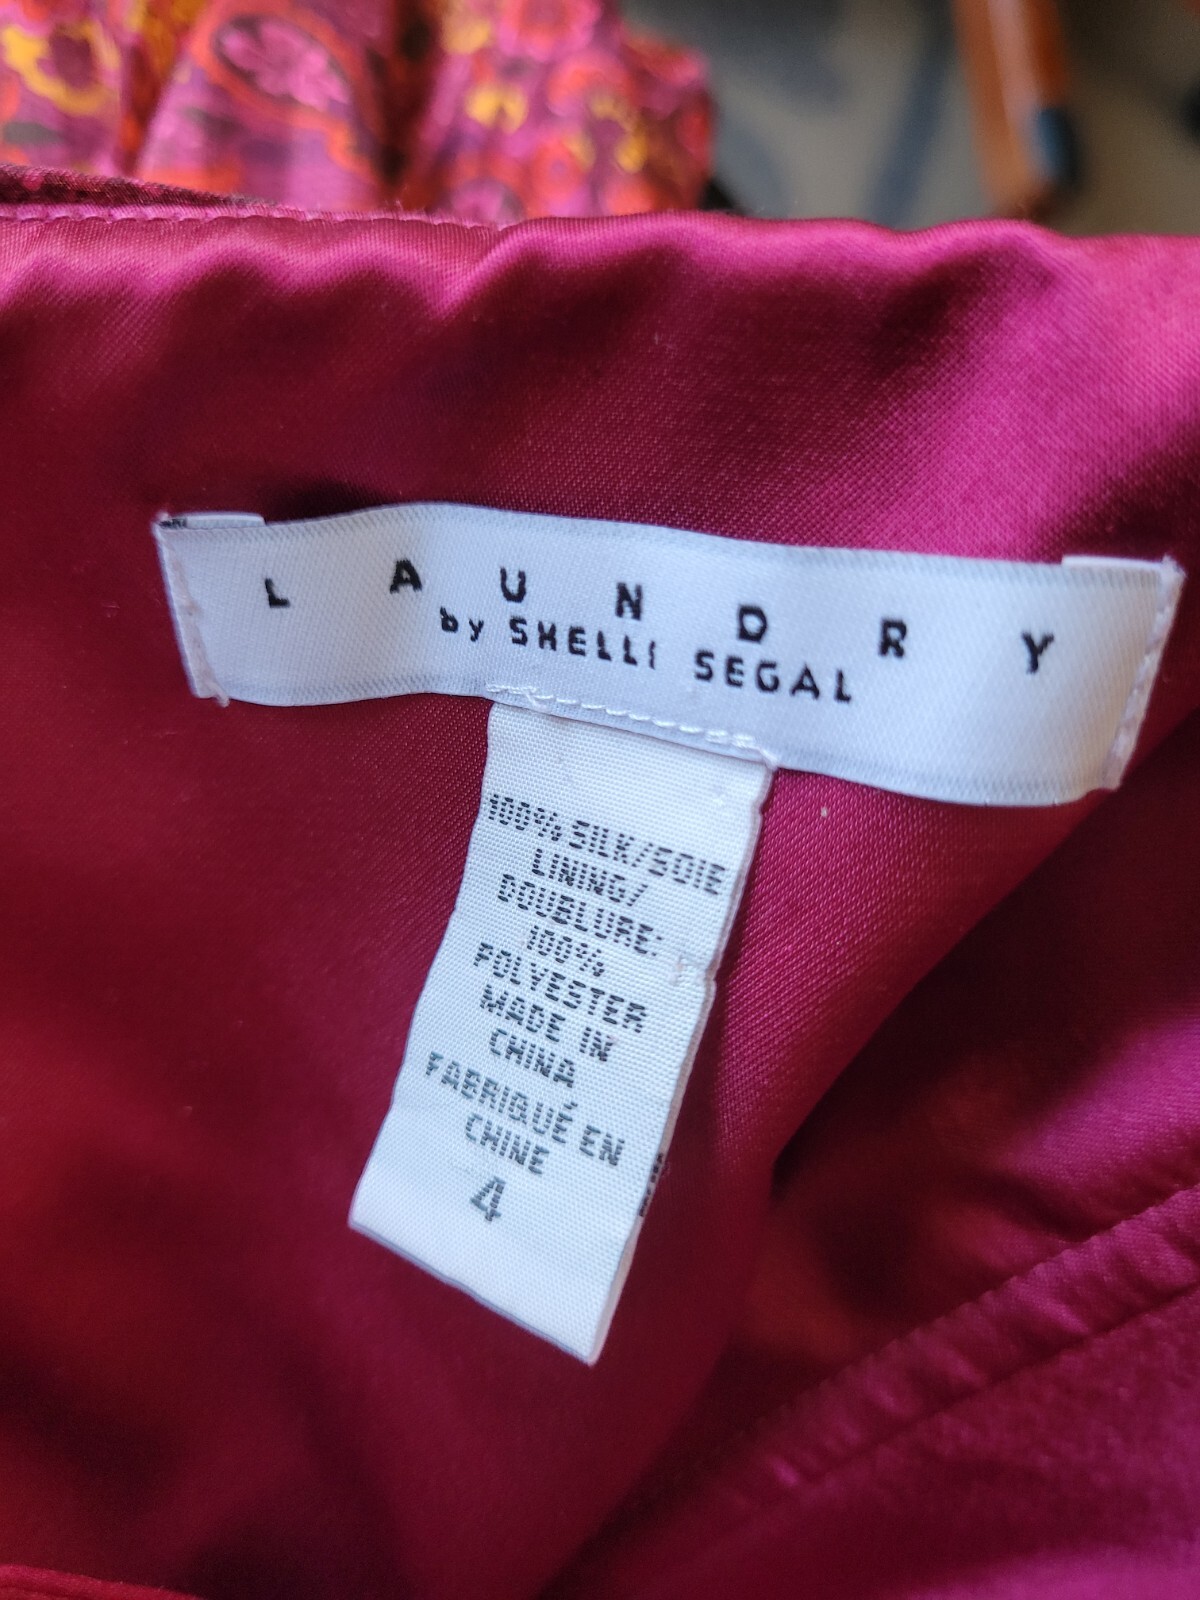 LAUNDRY
by SHELLI SEGAL
100% SILK/SOIE
LINING/
DOUBLURE:
100%
POLYESTER
MADE IN
CHINA
FABRIQUÉ EN
CHINE
4